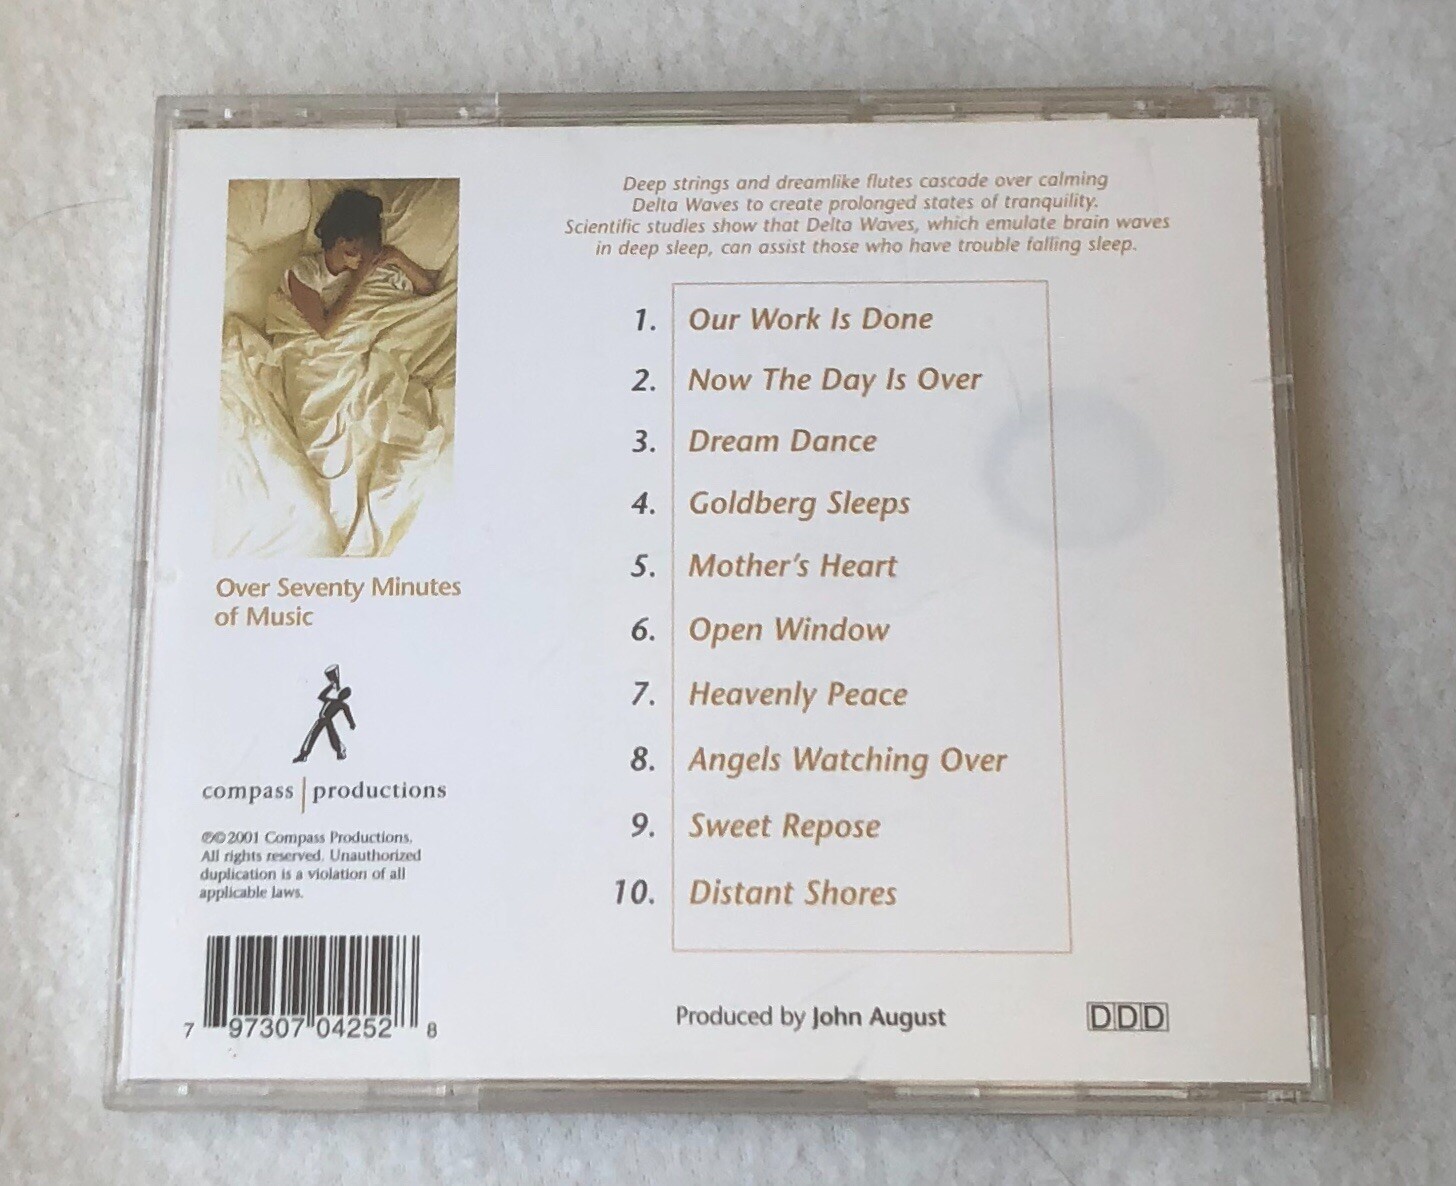 Deep strings and dreamlike flutes cascade over calming
Delta Waves to create prolonged states of tranquility.
Scientific studies show that Delta Waves, which emulate brain waves
in deep sleep, can assist those who have trouble falling sleep.
1. Our Work Is Done
2. Now The Day Is Over
3. Dream Dance
4. Goldberg Sleeps
5. Mother's Heart
6. Open Window
7. Heavenly Peace
8. Angels Watching Over
9. Sweet Repose
10. Distant Shores
Over Seventy Minutes
of Music
compass | productions
℗© 2001 Compass Productions.
All rights reserved. Unauthorized
duplication is a violation of all
applicable laws.
7 97307 04252 8
Produced by John August
DDD